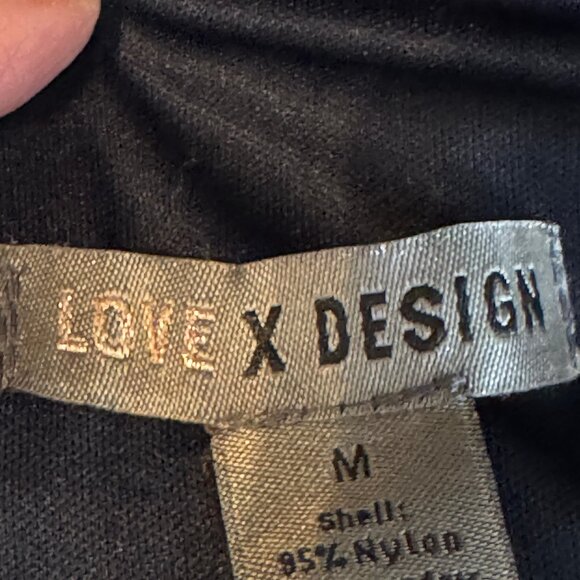 LOVE X DESIGN
M
Shell:
95% Nylon